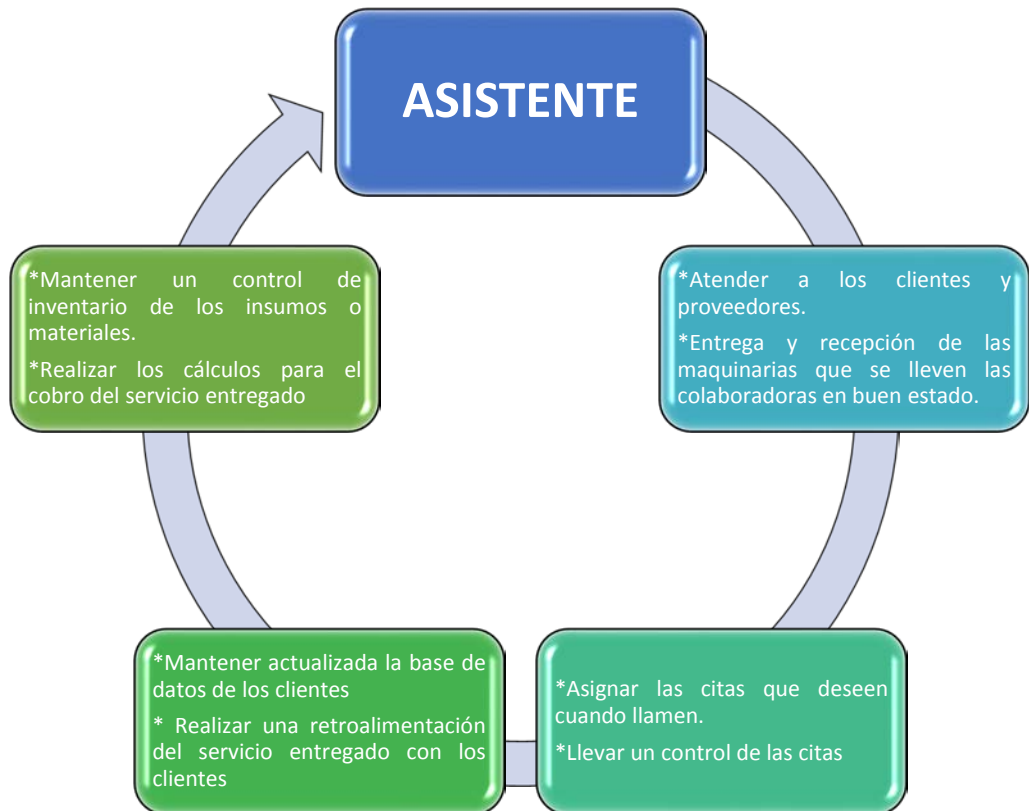 ASISTENTE
*Atender a los clientes y
proveedores.
*Entrega y recepción de las
maquinarias que se lleven las
colaboradoras en buen estado.
*Asignar las citas que deseen
cuando llamen.
*Llevar un control de las citas
*Mantener actualizada la base de
datos de los clientes
* Realizar una retroalimentación
del servicio entregado con los
clientes
*Mantener un control de
inventario de los insumos o
materiales.
*Realizar los cálculos para el
cobro del servicio entregado